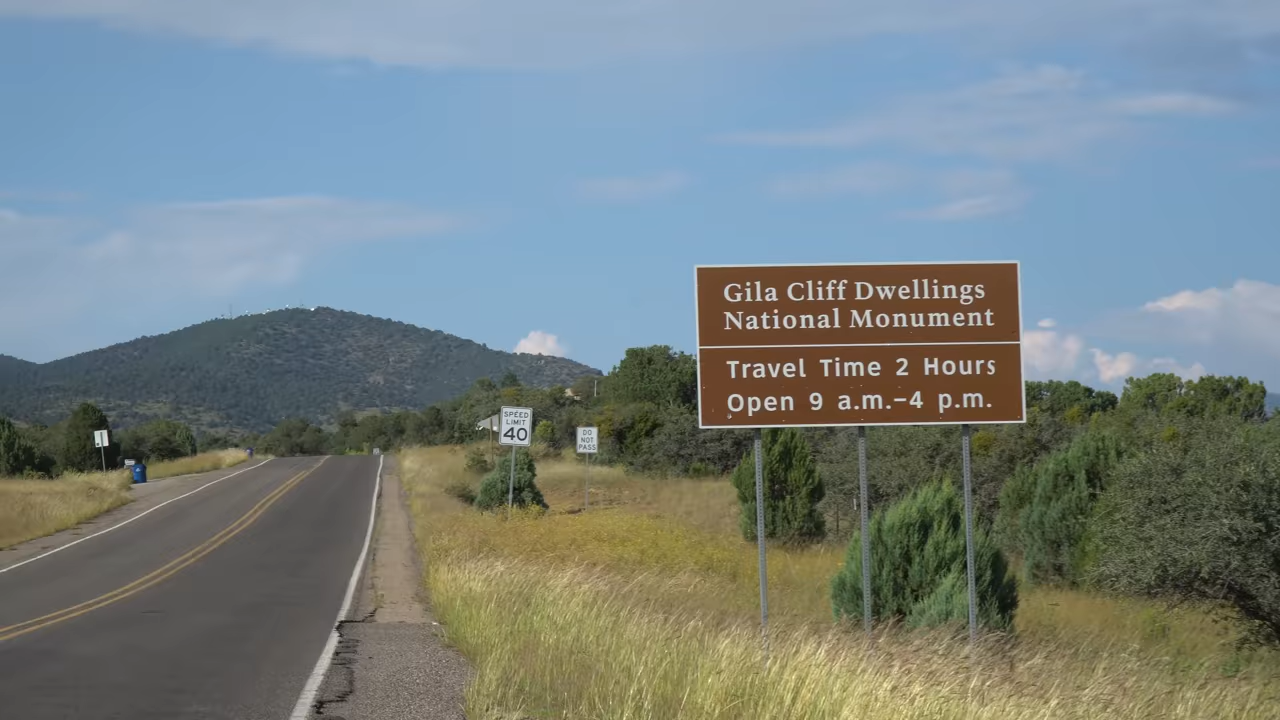 Gila Cliff Dwellings
National Monument
Travel Time 2 Hours
Open 9 a.m.–4 p.m.
SPEED
LIMIT
40
DO
NOT
PASS